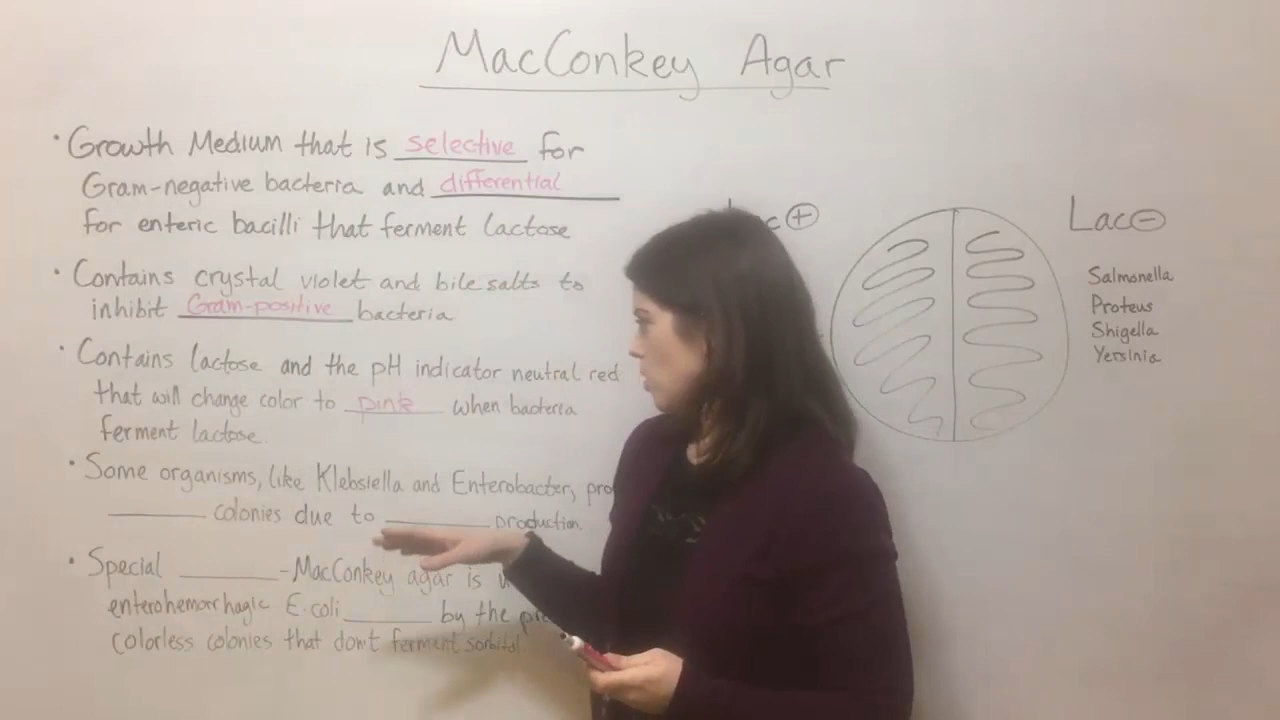 MacConkey Agar
• Growth Medium that is selective for
Gram-negative bacteria and differential
for enteric bacilli that ferment lactose
• Contains crystal violet and bile salts to
inhibit Gram-positive bacteria
• Contains lactose and the pH indicator neutral red
that will change color to pink when bacteria
ferment lactose.
• Some organisms, like Klebsiella and Enterobacter,
______ colonies due to ______ production.
• Special ______-MacConkey agar is
enterohemorrhagic E.coli ______ by the
colorless colonies that don't ferment sorbitol
⊕
Lac⊖
Salmonella
Proteus
Shigella
Yersinia